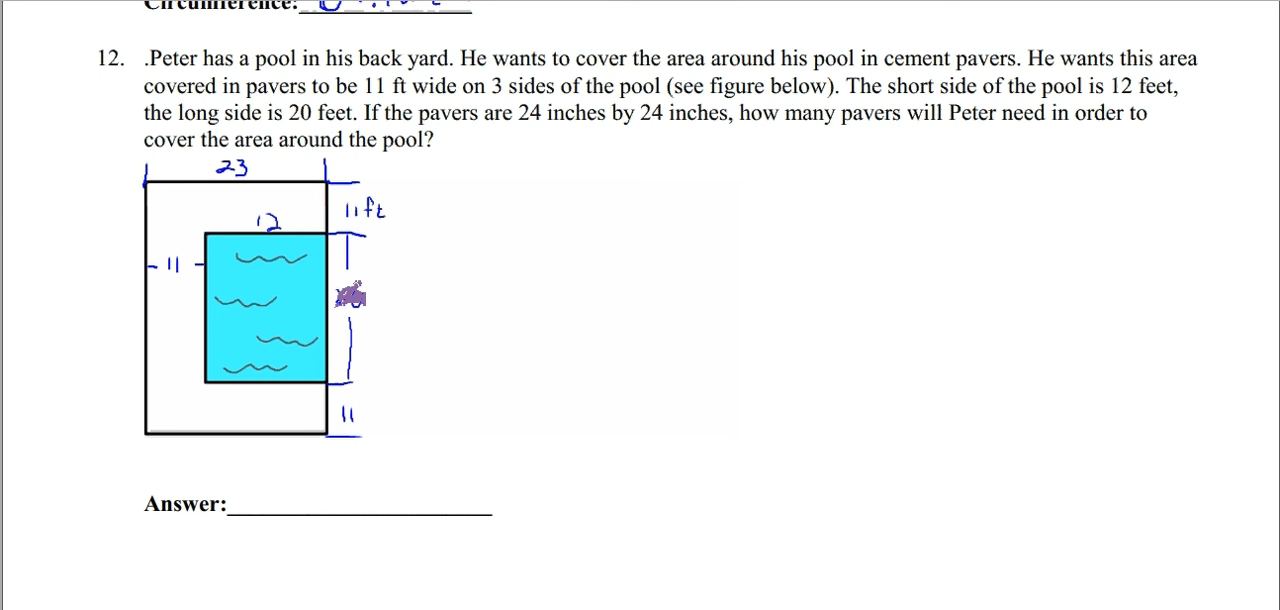 Circumference:
12. .Peter has a pool in his back yard. He wants to cover the area around his pool in cement pavers. He wants this area
covered in pavers to be 11 ft wide on 3 sides of the pool (see figure below). The short side of the pool is 12 feet,
the long side is 20 feet. If the pavers are 24 inches by 24 inches, how many pavers will Peter need in order to
cover the area around the pool?
23
11ft
12
11
11
Answer: